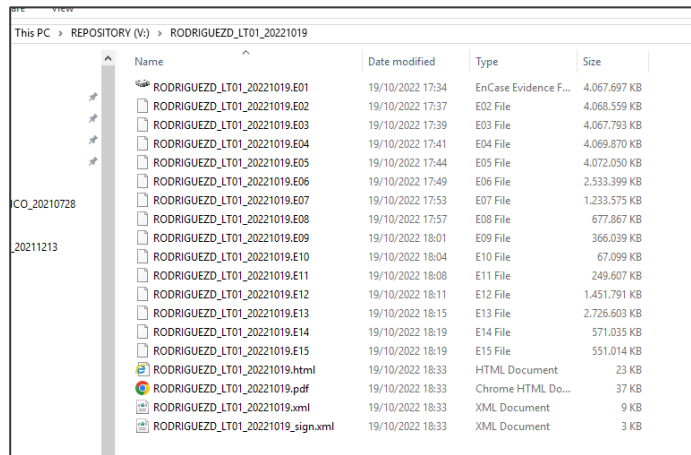 This PC > REPOSITORY (V:) > RODRIGUEZD_LT01_20221019
Name Date modified Type Size
RODRIGUEZD_LT01_20221019.E01 19/10/2022 17:34 EnCase Evidence F... 4.067.697 KB
RODRIGUEZD_LT01_20221019.E02 19/10/2022 17:37 E02 File 4.068.559 KB
RODRIGUEZD_LT01_20221019.E03 19/10/2022 17:39 E03 File 4.067.793 KB
RODRIGUEZD_LT01_20221019.E04 19/10/2022 17:41 E04 File 4.069.870 KB
RODRIGUEZD_LT01_20221019.E05 19/10/2022 17:44 E05 File 4.072.050 KB
RODRIGUEZD_LT01_20221019.E06 19/10/2022 17:49 E06 File 2.533.399 KB
ICO_20210728 RODRIGUEZD_LT01_20221019.E07 19/10/2022 17:53 E07 File 1.233.575 KB
RODRIGUEZD_LT01_20221019.E08 19/10/2022 17:57 E08 File 677.867 KB
_20211213 RODRIGUEZD_LT01_20221019.E09 19/10/2022 18:01 E09 File 366.039 KB
RODRIGUEZD_LT01_20221019.E10 19/10/2022 18:04 E10 File 67.099 KB
RODRIGUEZD_LT01_20221019.E11 19/10/2022 18:08 E11 File 249.607 KB
RODRIGUEZD_LT01_20221019.E12 19/10/2022 18:11 E12 File 1.451.791 KB
RODRIGUEZD_LT01_20221019.E13 19/10/2022 18:15 E13 File 2.726.603 KB
RODRIGUEZD_LT01_20221019.E14 19/10/2022 18:19 E14 File 571.035 KB
RODRIGUEZD_LT01_20221019.E15 19/10/2022 18:19 E15 File 551.014 KB
RODRIGUEZD_LT01_20221019.html 19/10/2022 18:33 HTML Document 23 KB
RODRIGUEZD_LT01_20221019.pdf 19/10/2022 18:33 Chrome HTML Do... 37 KB
RODRIGUEZD_LT01_20221019.xml 19/10/2022 18:33 XML Document 9 KB
RODRIGUEZD_LT01_20221019_sign.xml 19/10/2022 18:33 XML Document 3 KB